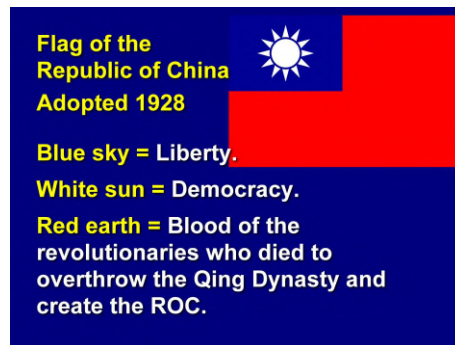 Flag of the
Republic of China
Adopted 1928
Blue sky = Liberty.
White sun = Democracy.
Red earth = Blood of the
revolutionaries who died to
overthrow the Qing Dynasty and
create the ROC.